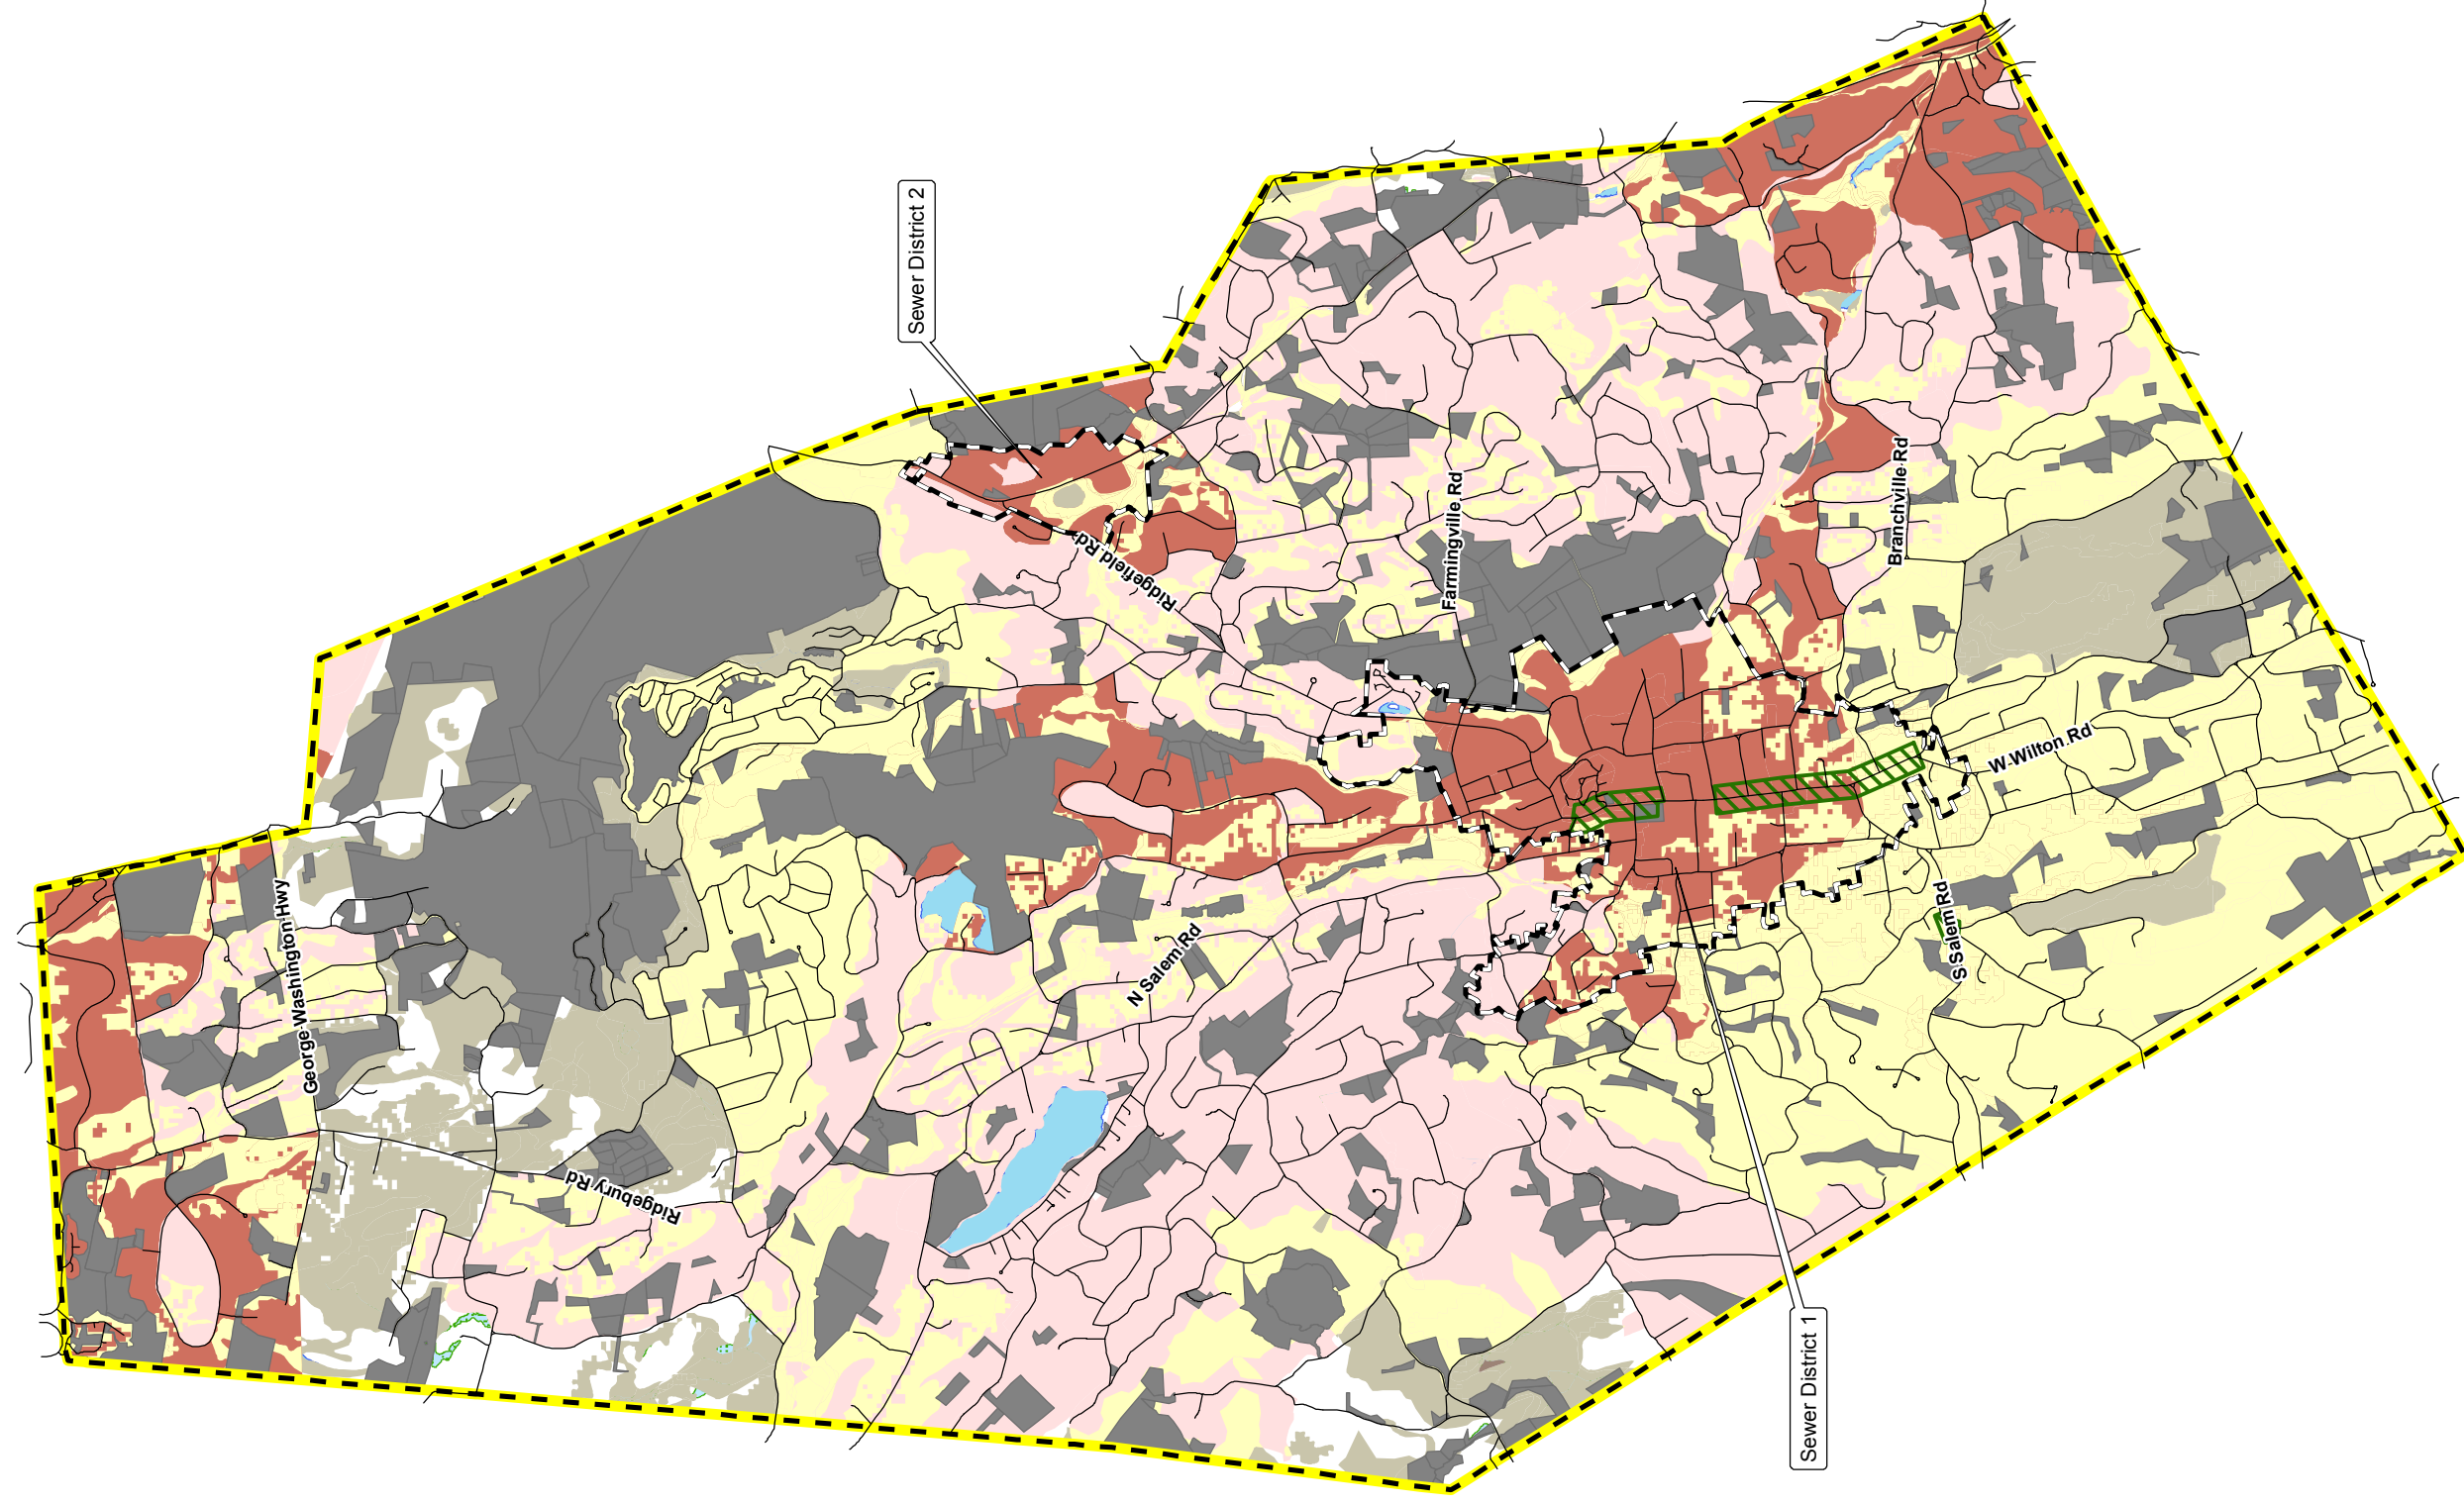 Sewer District 2
George Washington Hwy
Ridgebury Rd
Ridgefield Rd
N Salem Rd
Farmingville Rd
Branchville Rd
W Wilton Rd
S Salem Rd
Sewer District 1